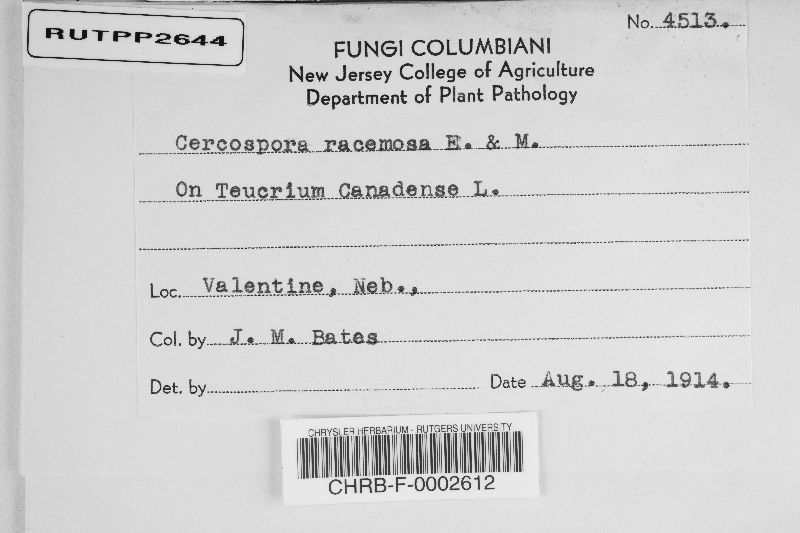 RUTPP2644
No. 4513.
FUNGI COLUMBIANI
New Jersey College of Agriculture
Department of Plant Pathology
Cercospora racemosa E. & M.
On Teucrium Canadense L.
Loc. Valentine, Neb.,
Col. by J. M. Bates
Det. by
Date Aug. 18, 1914.
CHRYSLER HERBARIUM - RUTGERS UNIVERSITY
CHRB-F-0002612